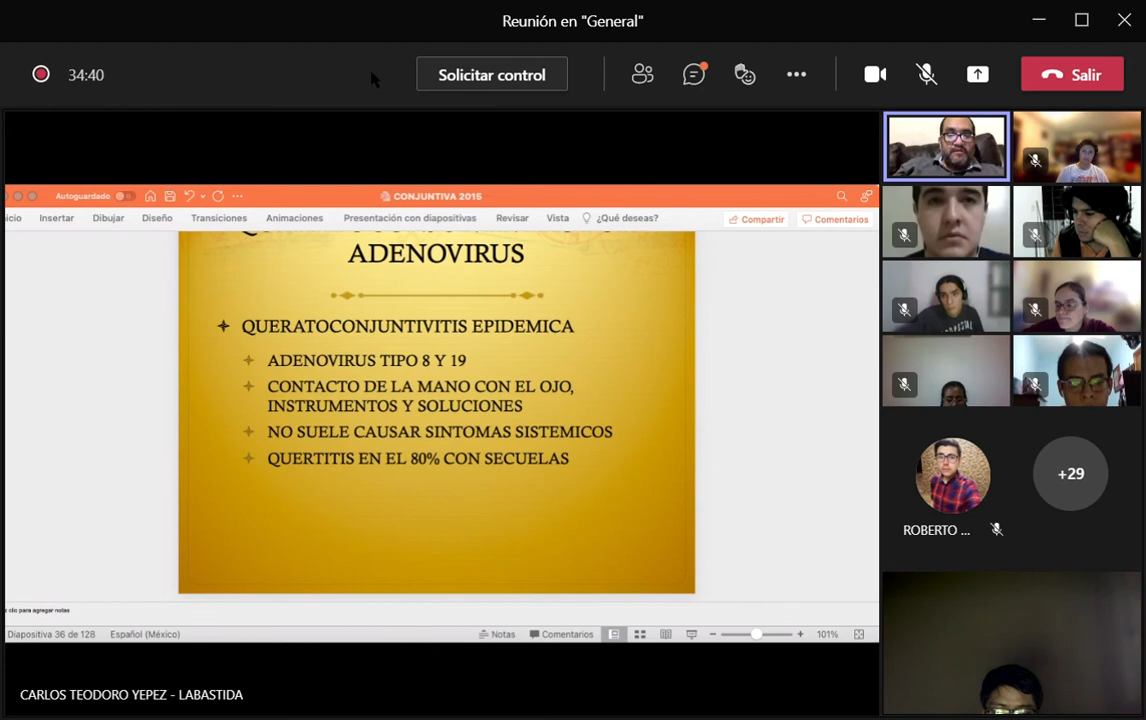 Reunión en "General"
34:40
Solicitar control
Salir
Autoguardado
CONJUNTIVA 2015
icio Insertar Dibujar Diseño Transiciones Animaciones Presentación con diapositivas Revisar Vista ¿Qué deseas? Compartir Comentarios
ADENOVIRUS
QUERATOCONJUNTIVITIS EPIDEMICA
ADENOVIRUS TIPO 8 Y 19
CONTACTO DE LA MANO CON EL OJO,
INSTRUMENTOS Y SOLUCIONES
NO SUELE CAUSAR SINTOMAS SISTEMICOS
QUERTITIS EN EL 80% CON SECUELAS
clic para agregar notas
Diapositiva 36 de 128 Español (México) Notas Comentarios 101%
+29
ROBERTO ...
CARLOS TEODORO YEPEZ - LABASTIDA